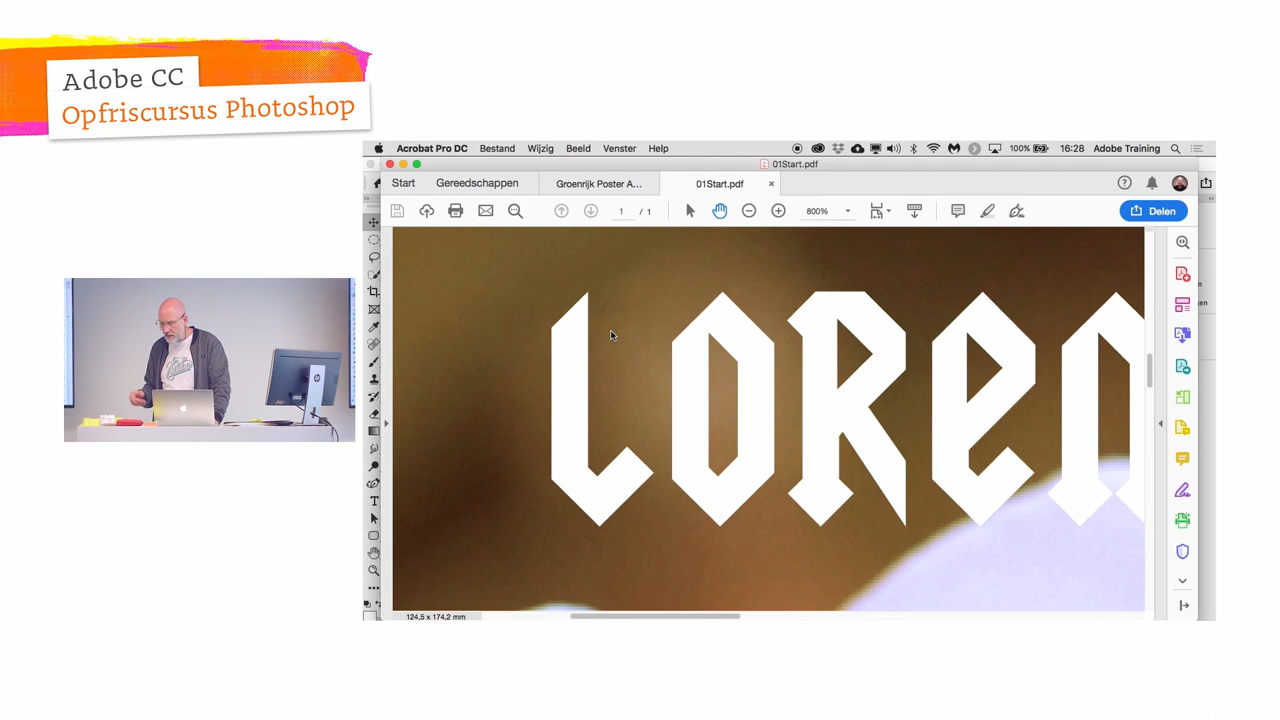 Adobe CC
Opfriscursus Photoshop
Acrobat Pro DC Bestand Wijzig Beeld Venster Help 100% 16:28 Adobe Training
01Start.pdf
Start Gereedschappen Groenrijk Poster A... 01Start.pdf ×
1 / 1 800% Delen
LOREM
124,5 x 174,2 mm